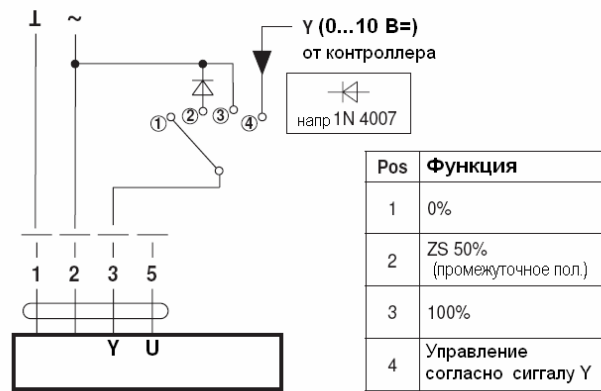 ⊥ ~
Y (0...10 В=)
от контроллера
напр 1N 4007
① ② ③ ④
1 2 3 5
Y U
Pos Функция
1 0%
2 ZS 50%
(промежуточное пол.)
3 100%
4 Управление
согласно сиггалу Y